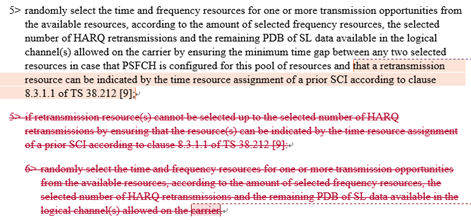 5> randomly select the time and frequency resources for one or more transmission opportunities from
the available resources, according to the amount of selected frequency resources, the selected
number of HARQ retransmissions and the remaining PDB of SL data available in the logical
channel(s) allowed on the carrier by ensuring the minimum time gap between any two selected
resources in case that PSFCH is configured for this pool of resources and that a retransmission
resource can be indicated by the time resource assignment of a prior SCI according to clause
8.3.1.1 of TS 38.212 [9];
5> if retransmission resource(s) cannot be selected up to the selected number of HARQ
retransmissions by ensuring that the resource(s) can be indicated by the time resource assignment
of a prior SCI according to clause 8.3.1.1 of TS 38.212 [9]:
6> randomly select the time and frequency resources for one or more transmission opportunities
from the available resources, according to the amount of selected frequency resources, the
selected number of HARQ retransmissions and the remaining PDB of SL data available in the
logical channel(s) allowed on the carrier.